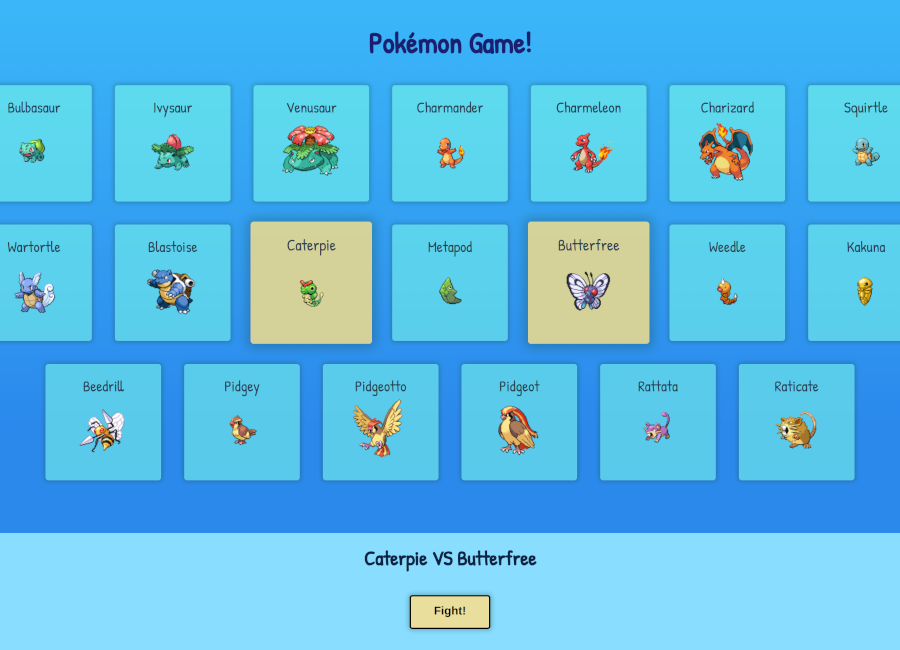 Pokémon Game!
Bulbasaur
Ivysaur
Venusaur
Charmander
Charmeleon
Charizard
Squirtle
Wartortle
Blastoise
Caterpie
Metapod
Butterfree
Weedle
Kakuna
Beedrill
Pidgey
Pidgeotto
Pidgeot
Rattata
Raticate
Caterpie VS Butterfree
Fight!